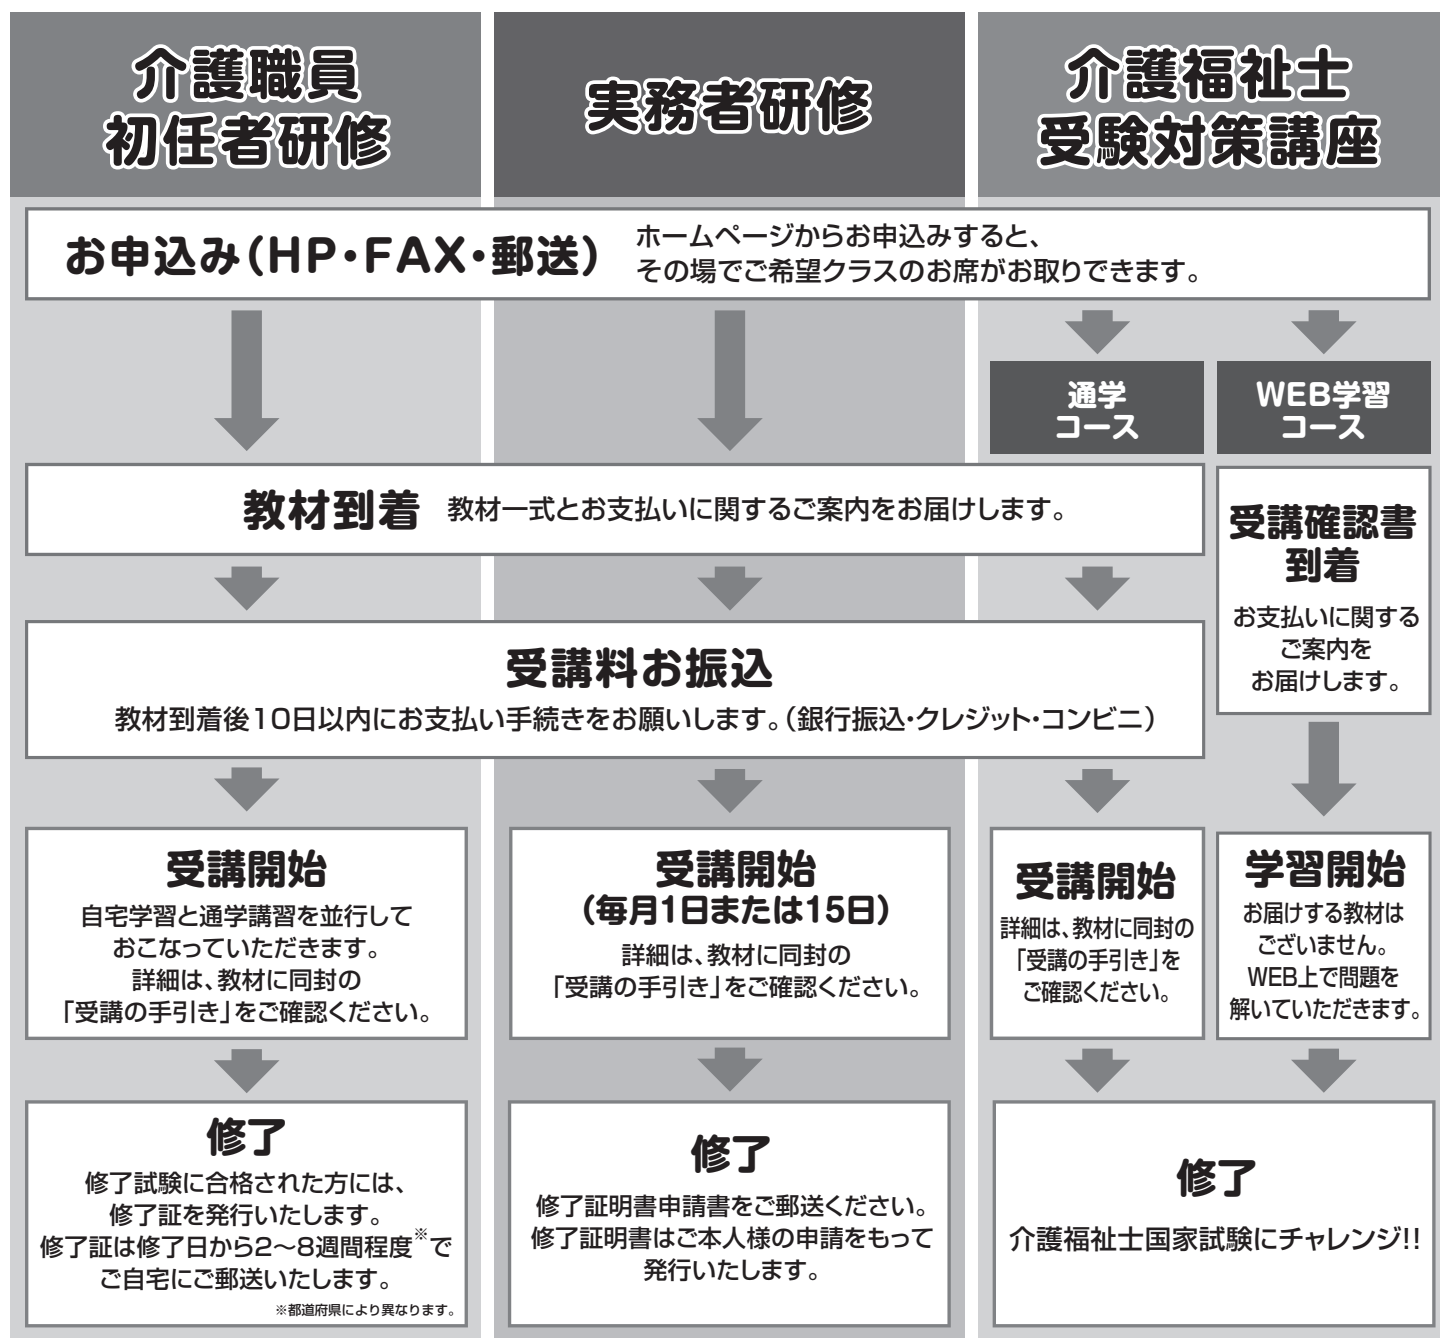 介護職員
初任者研修
実務者研修
介護福祉士
受験対策講座
お申込み(HP・FAX・郵送)
ホームページからお申込みすると、
その場でご希望クラスのお席がお取りできます。
通学
コース
WEB学習
コース
教材到着
教材一式とお支払いに関するご案内をお届けします。
受講確認書
到着
お支払いに関する
ご案内を
お届けします。
受講料お振込
教材到着後10日以内にお支払い手続きをお願いします。(銀行振込・クレジット・コンビニ)
受講開始
自宅学習と通学講習を並行して
おこなっていただきます。
詳細は、教材に同封の
「受講の手引き」をご確認ください。
受講開始
(毎月1日または15日)
詳細は、教材に同封の
「受講の手引き」をご確認ください。
受講開始
詳細は、教材に同封の
「受講の手引き」を
ご確認ください。
学習開始
お届けする教材は
ございません。
WEB上で問題を
解いていただきます。
修了
修了試験に合格された方には、
修了証を発行いたします。
修了証は修了日から2〜8週間程度※で
ご自宅にご郵送いたします。
※都道府県により異なります。
修了
修了証明書申請書をご郵送ください。
修了証明書はご本人様の申請をもって
発行いたします。
修了
介護福祉士国家試験にチャレンジ!!